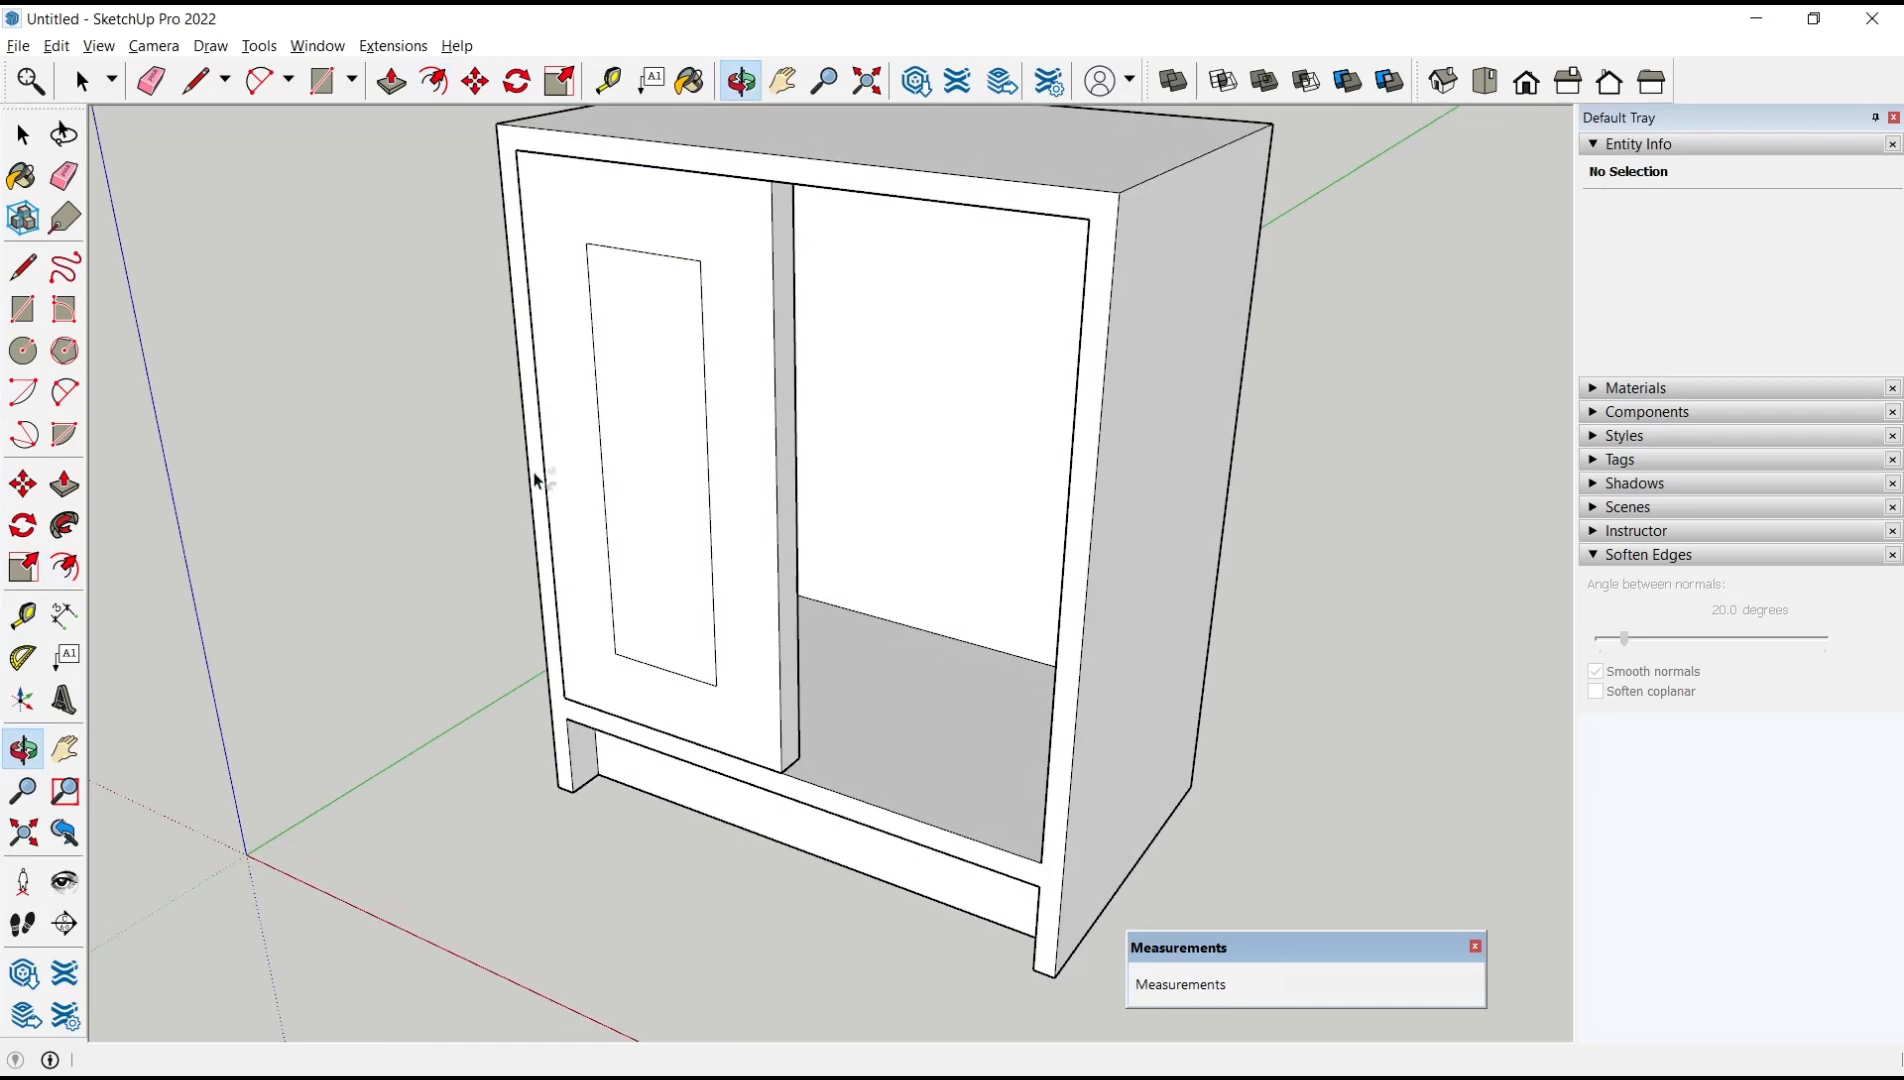 Untitled - SketchUp Pro 2022
File Edit View Camera Draw Tools Window Extensions Help
A1
Default Tray
Entity Info
No Selection
A1
Materials
Components
Styles
Tags
Shadows
Scenes
Instructor
Soften Edges
Angle between normals:
20.0 degrees
Smooth normals
Soften coplanar
Measurements
Measurements